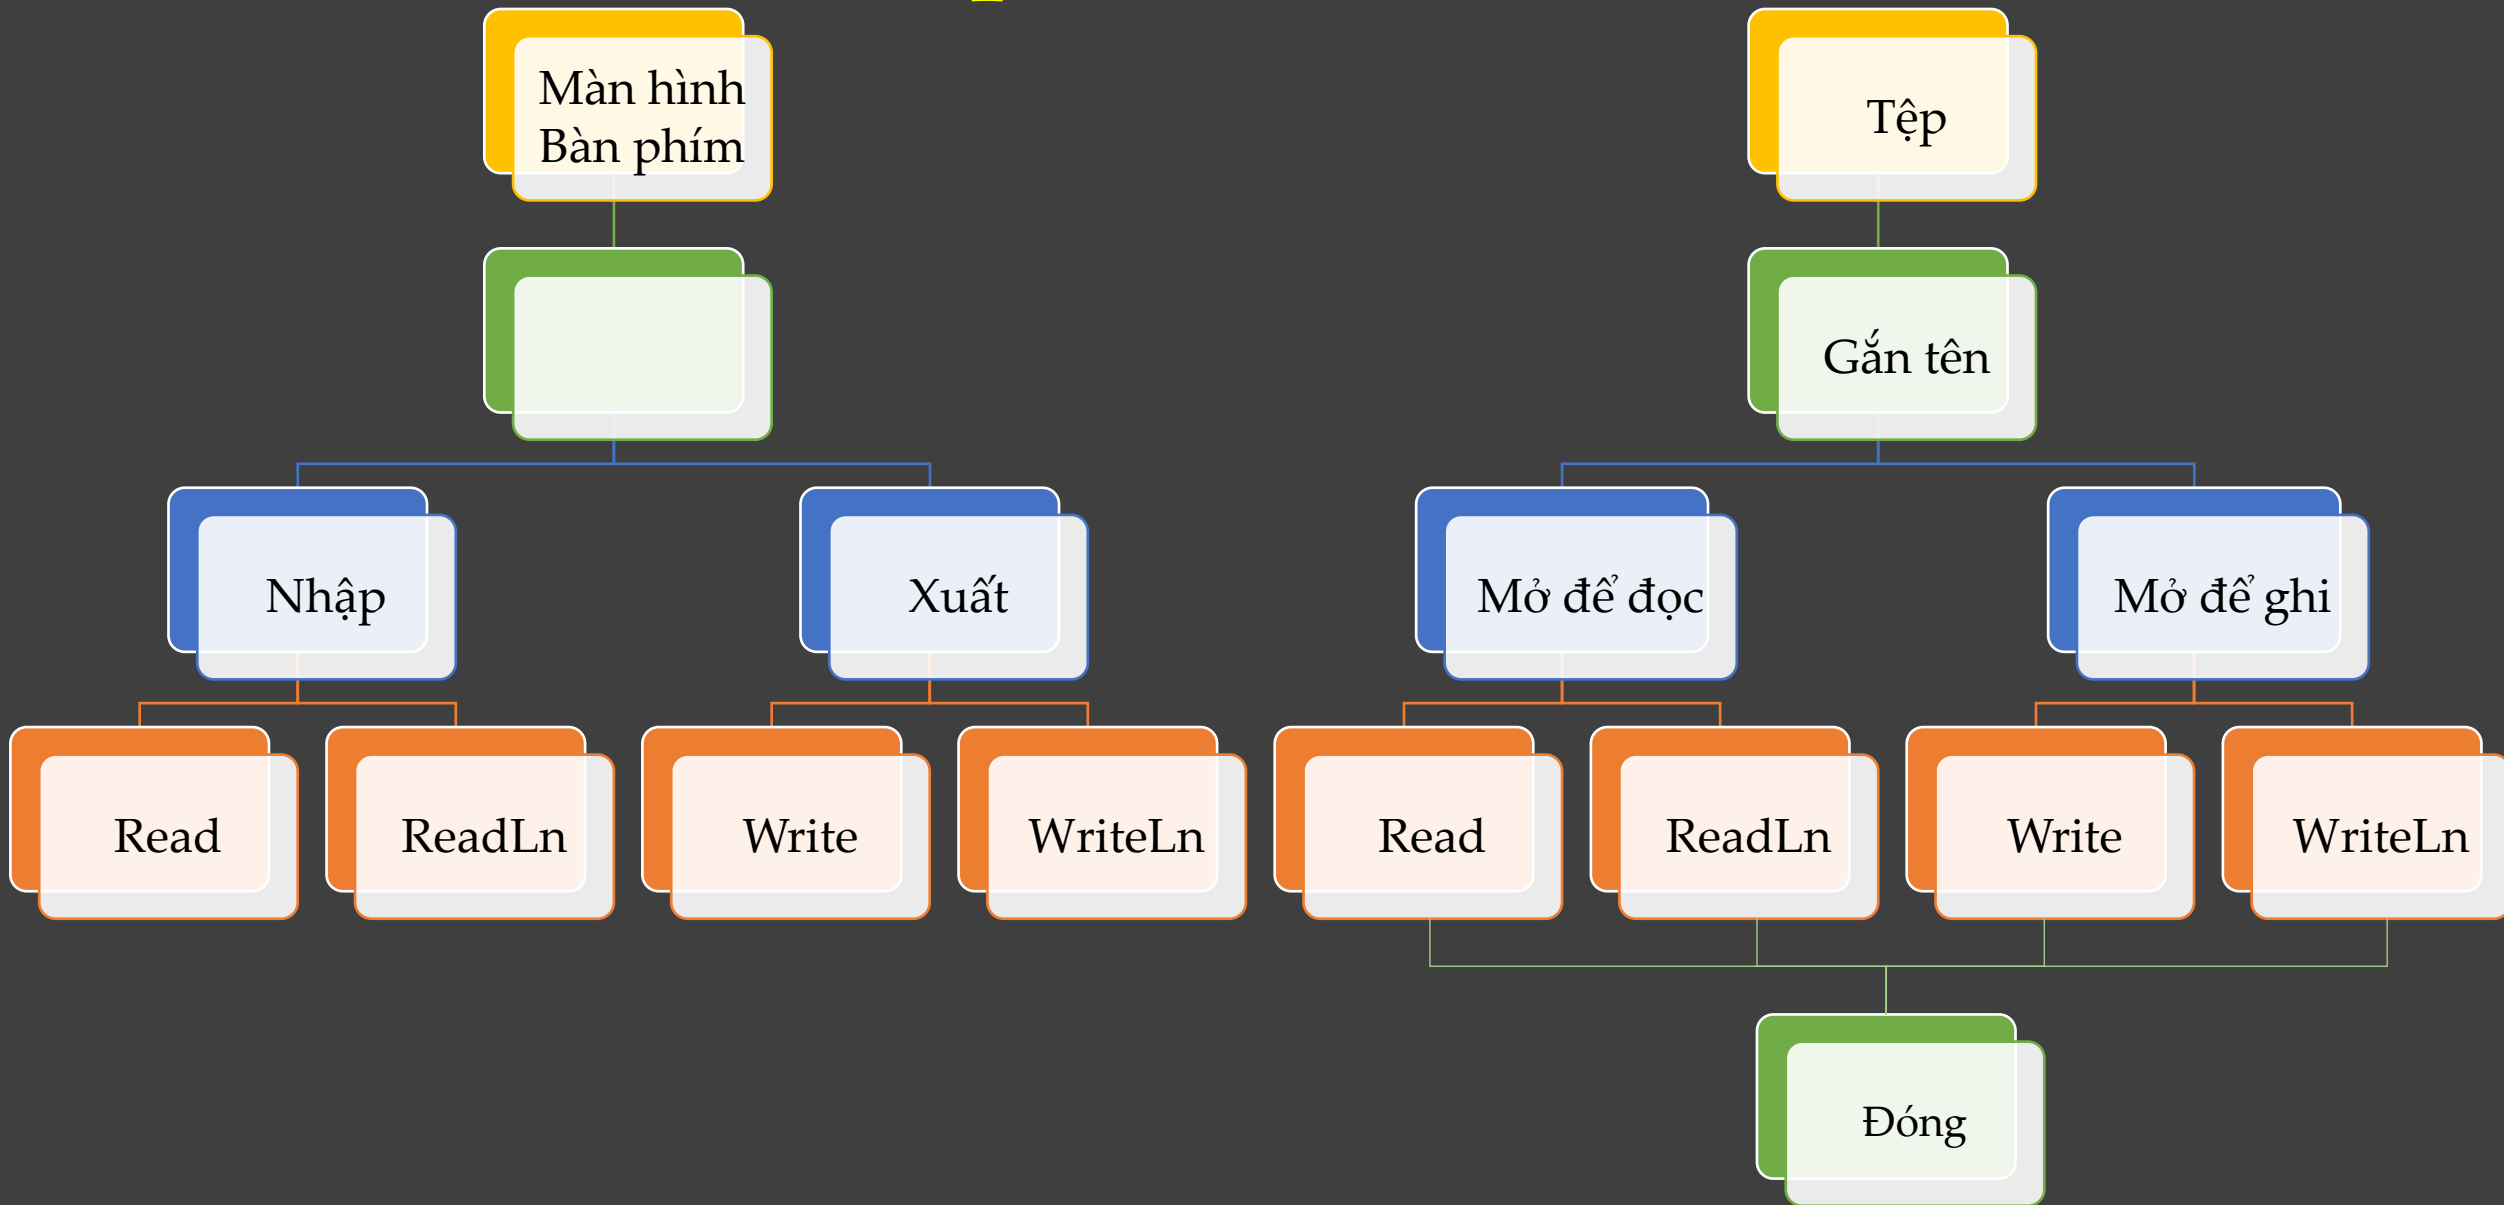 Màn hình
Bàn phím
Tệp
Gắn tên
Nhập
Xuất
Mở để đọc
Mở để ghi
Read
ReadLn
Write
WriteLn
Read
ReadLn
Write
WriteLn
Đóng